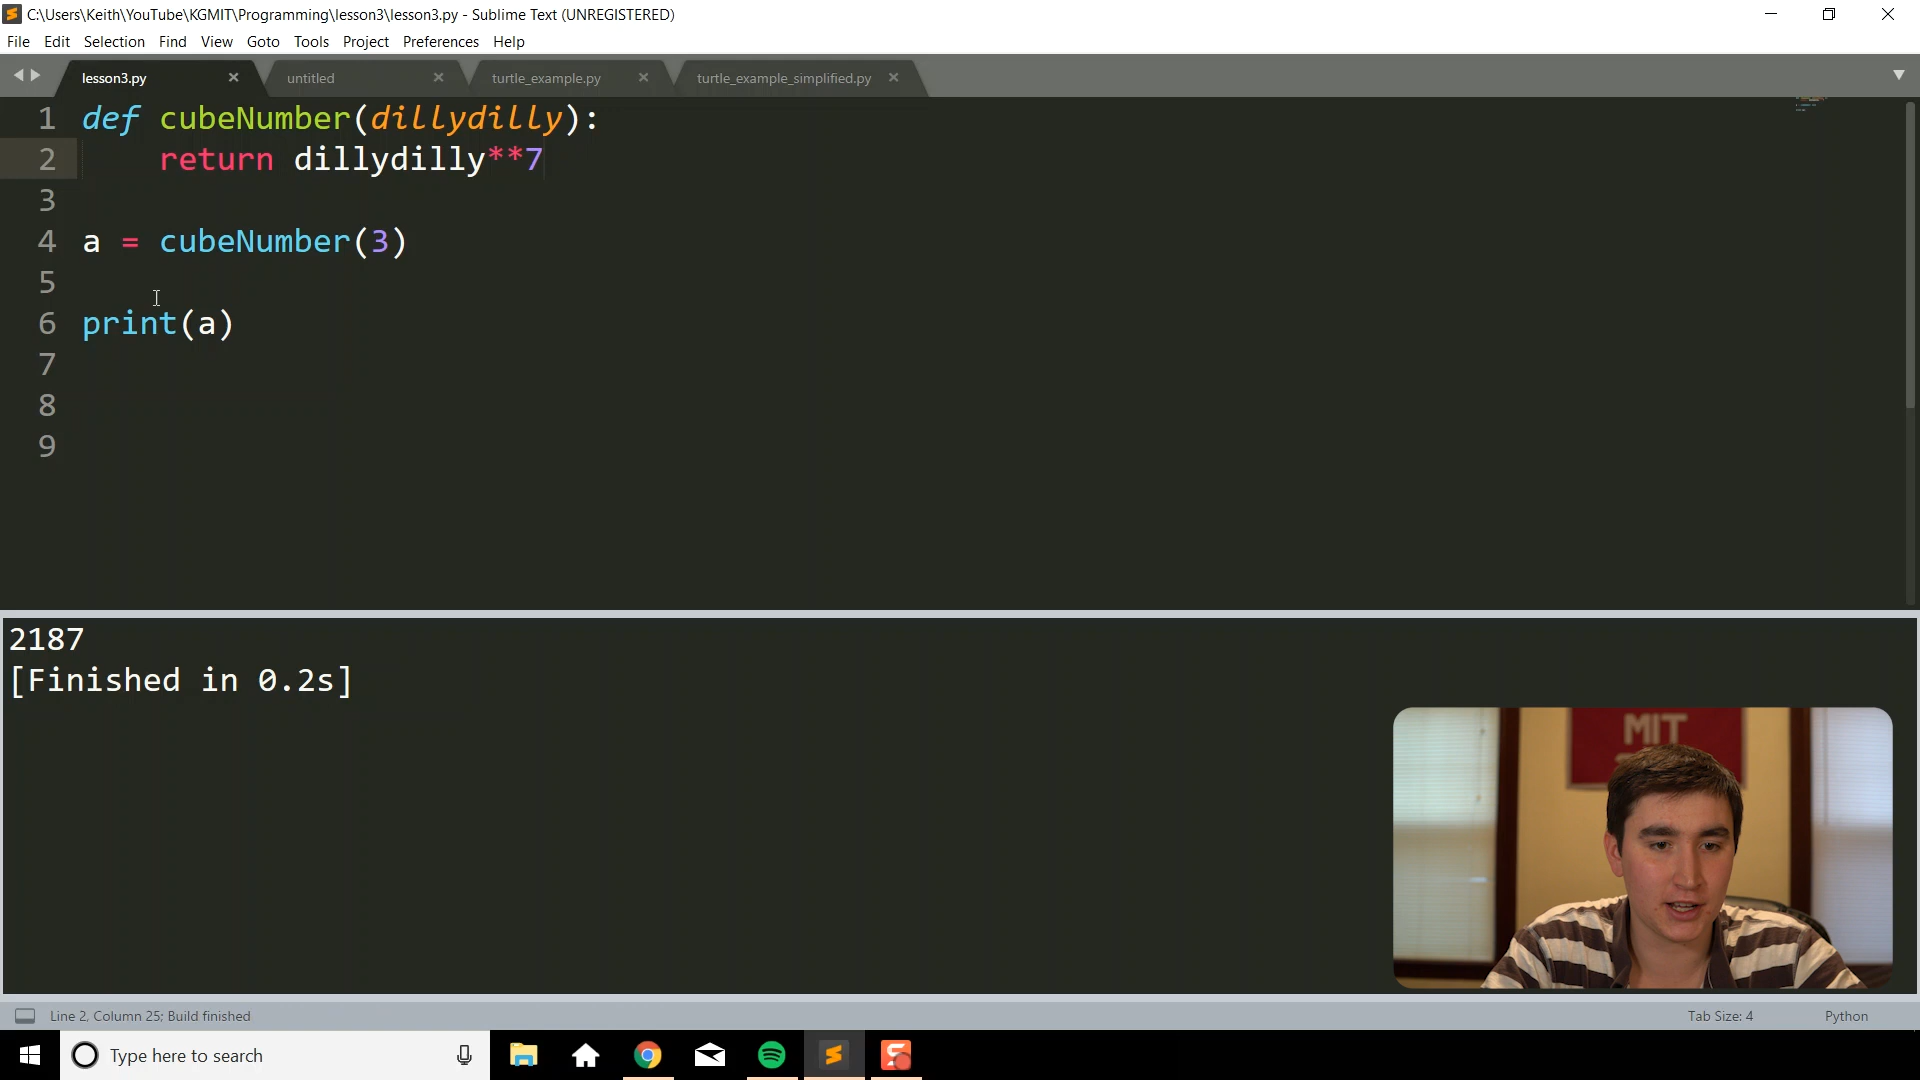 C:\Users\Keith\YouTube\KGMIT\Programming\lesson3\lesson3.py - Sublime Text (UNREGISTERED)
File Edit Selection Find View Goto Tools Project Preferences Help
lesson3.py untitled turtle_example.py turtle_example_simplified.py
1 def cubeNumber(dillydilly):
2 return dillydilly**7
3
4 a = cubeNumber(3)
5
6 print(a)
7
8
9
2187
[Finished in 0.2s]
MIT
Line 2, Column 25; Build finished Tab Size: 4 Python
Type here to search